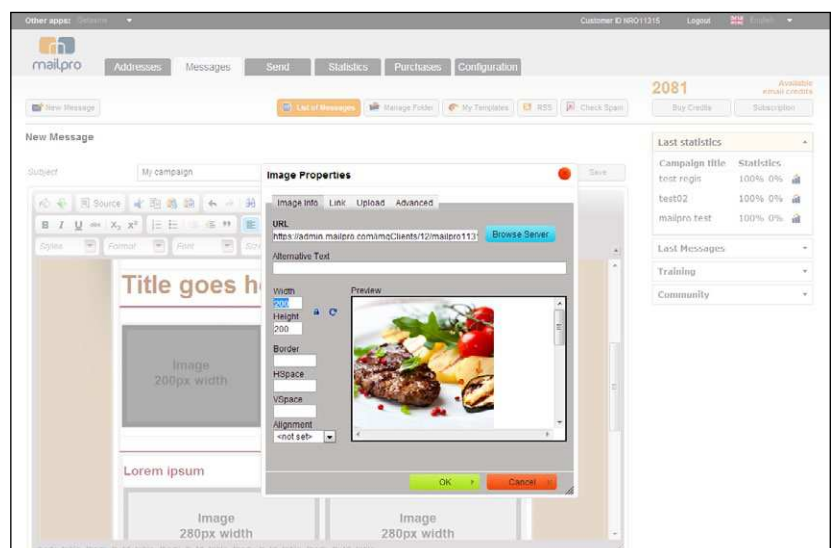 Other apps:
Customer ID NRO11315 Logout English
mailpro
Addresses Messages Send Statistics Purchases Configuration
2081 Available email credits
New Message List of Messages Manage Folder My Templates RSS Check Spam Buy Credits Subscription
New Message
Last statistics
Subject My campaign Save
Campaign title Statistics
test regis 100% 0%
test02 100% 0%
mailpro test 100% 0%
Last Messages
Training
Community
Source
B I U abc X₂ X²
Styles Format Font
Title goes h
Image
200px width
Lorem ipsum
Image
280px width
Image
280px width
Image Properties
Image Info Link Upload Advanced
URL
https://admin.mailpro.com/imgClients/12/mailpro113 Browse Server
Alternative Text
Width
200
Height
200
Border
HSpace
VSpace
Alignment
<not set>
Preview
OK Cancel